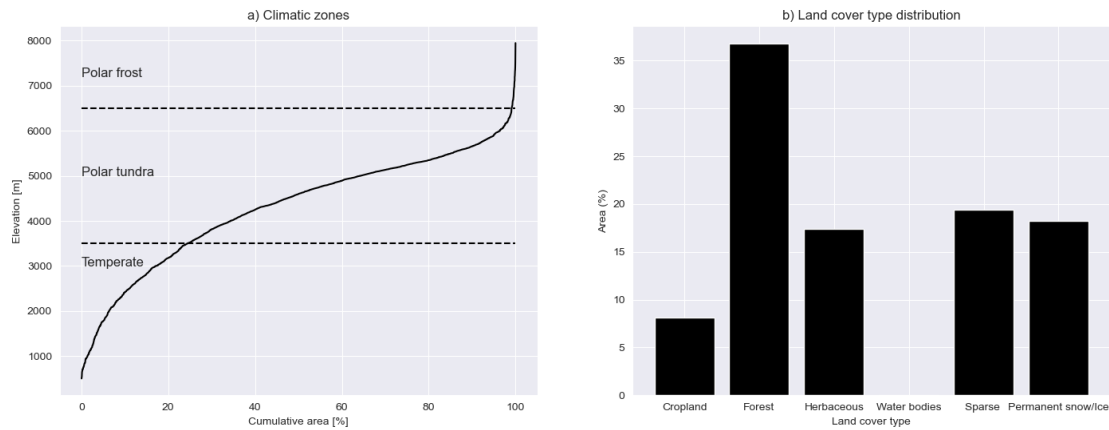 a) Climatic zones
8000
7000
6000
5000
4000
3000
2000
1000
Elevation [m]
Polar frost
Polar tundra
Temperate
0
20
40
60
80
100
Cumulative area [%]
b) Land cover type distribution
35
30
25
20
15
10
5
0
Area (%)
Cropland
Forest
Herbaceous
Water bodies
Sparse
Permanent snow/Ice
Land cover type